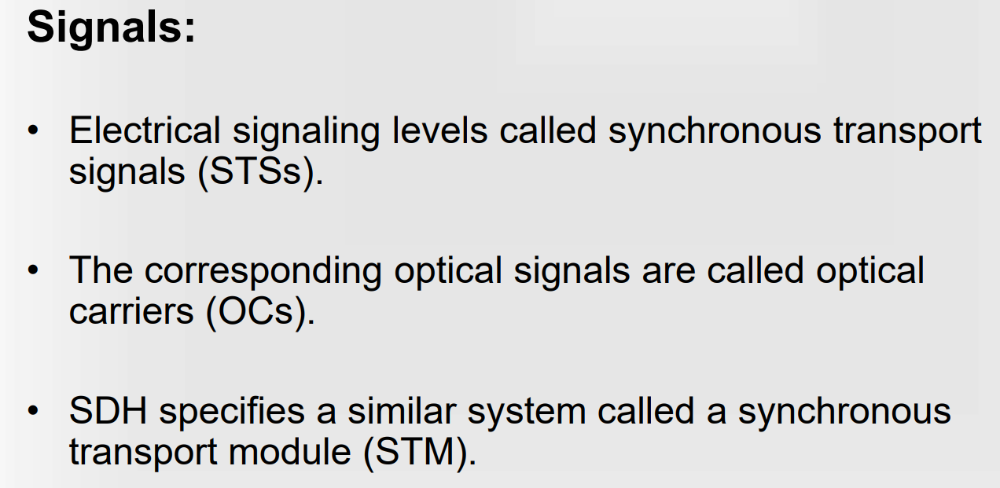 Signals:
• Electrical signaling levels called synchronous transport
signals (STSs).
• The corresponding optical signals are called optical
carriers (OCs).
• SDH specifies a similar system called a synchronous
transport module (STM).